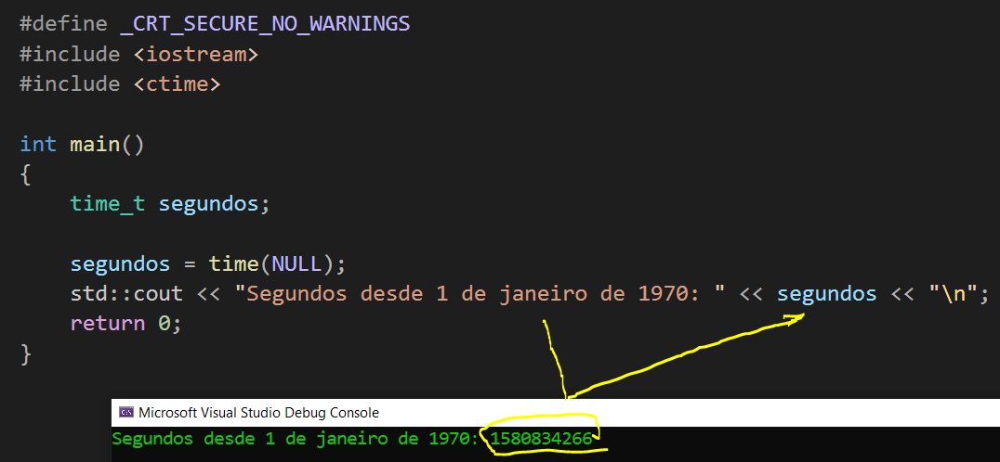 #define _CRT_SECURE_NO_WARNINGS
#include <iostream>
#include <ctime>
int main()
{
    time_t segundos;
    segundos = time(NULL);
    std::cout << "Segundos desde 1 de janeiro de 1970: " << segundos << "\n";
    return 0;
}
Microsoft Visual Studio Debug Console
Segundos desde 1 de janeiro de 1970: 1580834266